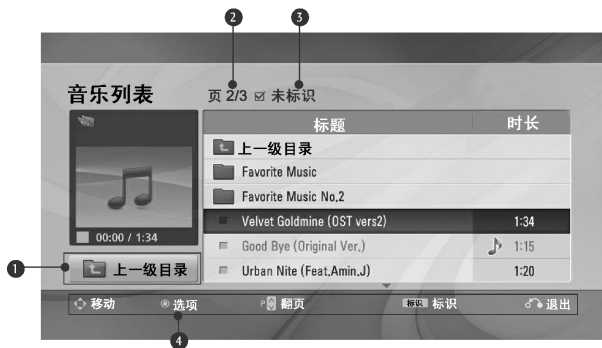 2 3
音乐列表 页 2/3 未标识
标题 时长
上一级目录
Favorite Music
Favorite Music No.2
Velvet Goldmine (OST vers2) 1:34
00:00 / 1:34
Good Bye (Original Ver.) 1:15
1 上一级目录
Urban Nite (Feat.Amin.J) 1:20
移动 选项 P 翻页 标识 标识 退出
4